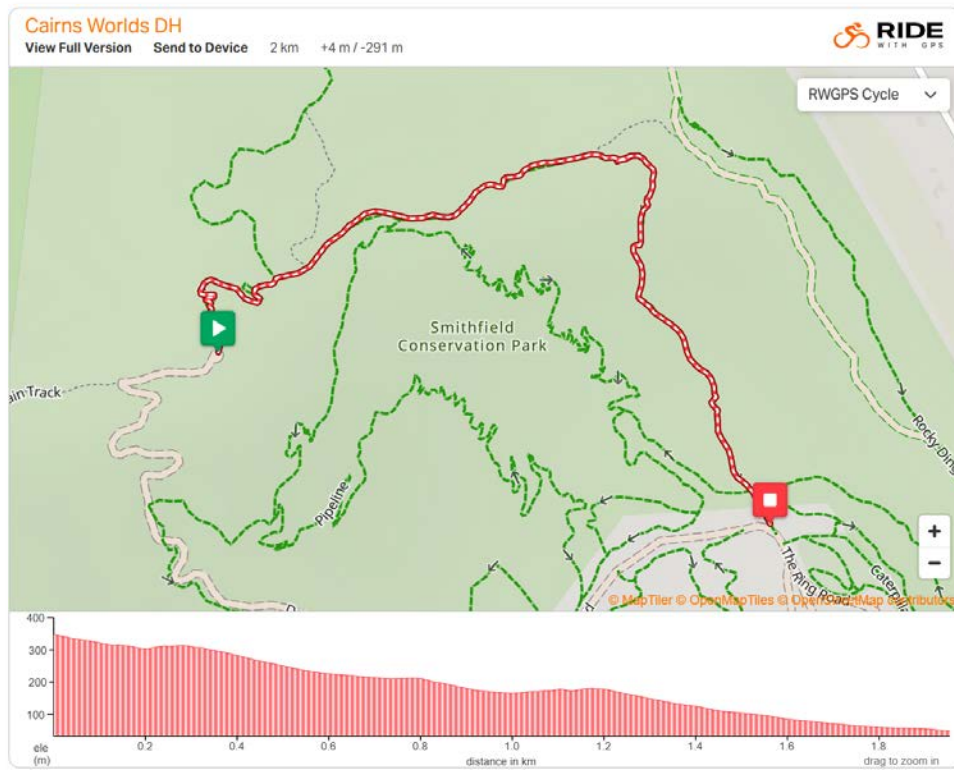 Cairns Worlds DH
View Full Version Send to Device 2 km +4 m / -291 m
RIDE
WITH GPS
RWGPS Cycle
Smithfield
Conservation Park
ain Track
Pipeline
Rocky Ding
The Ring Road
Caterpilla
D
d
+
−
© MapTiler © OpenMapTiles © OpenStreetMap contributors
400
300
200
100
ele
(m)
0.2 0.4 0.6 0.8 1.0 1.2 1.4 1.6 1.8
distance in km
drag to zoom in